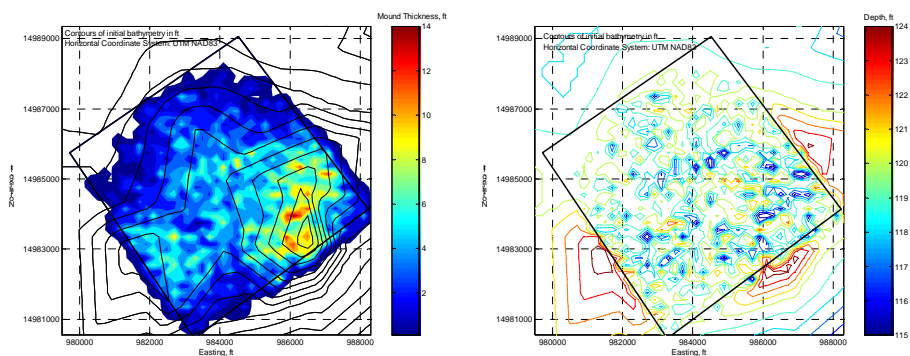 Mound Thickness, ft
Contours of initial bathymetry in ft
Horizontal Coordinate System: UTM NAD83
14989000
14987000
14985000
14983000
14981000
Northing, ft
980000 982000 984000 986000 988000
Easting, ft
14
12
10
8
6
4
2
Depth, ft
Contours of initial bathymetry in ft
Horizontal Coordinate System: UTM NAD83
14989000
14987000
14985000
14983000
14981000
980000 982000 984000 986000 988000
Easting, ft
124
123
122
121
120
119
118
117
116
115